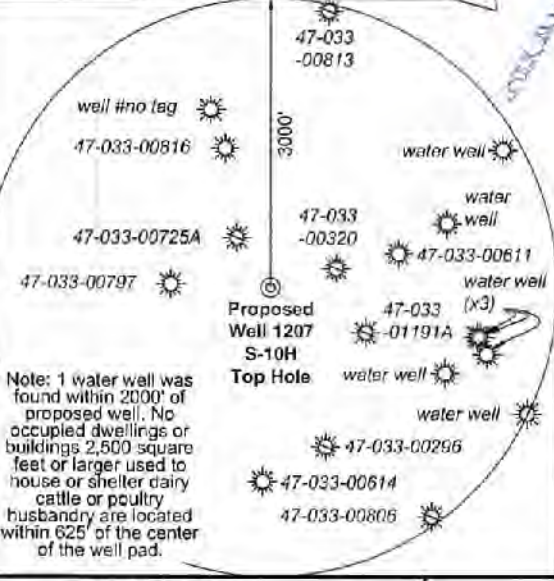 47-033
-00813
well #no tag
47-033-00816
3000'
water well
water
well
47-033
-00320
47-033-00725A
47-033-00611
47-033-00797
water well
(x3)
47-033
-01191A
Proposed
Well 1207
S-10H
Top Hole
water well
water well
Note: 1 water well was
found within 2000' of
proposed well. No
occupied dwellings or
buildings 2,500 square
feet or larger used to
house or shelter dairy
cattle or poultry
husbandry are located
within 625' of the center
of the well pad.
47-033-00296
47-033-00614
47-033-00806